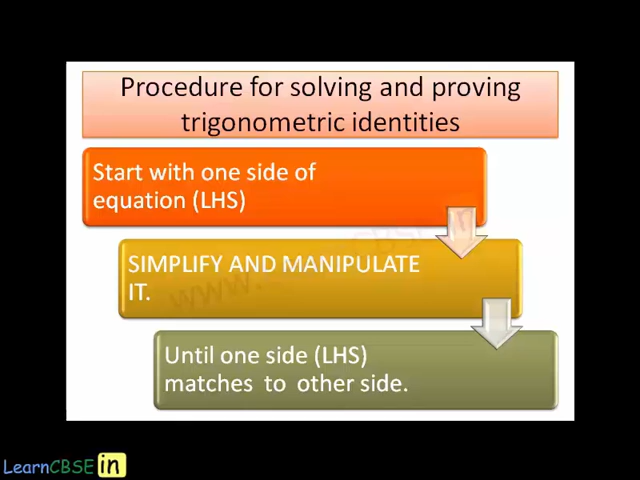 Procedure for solving and proving
trigonometric identities
Start with one side of
equation (LHS)
SIMPLIFY AND MANIPULATE
IT.
Until one side (LHS)
matches to other side.
LearnCBSE in